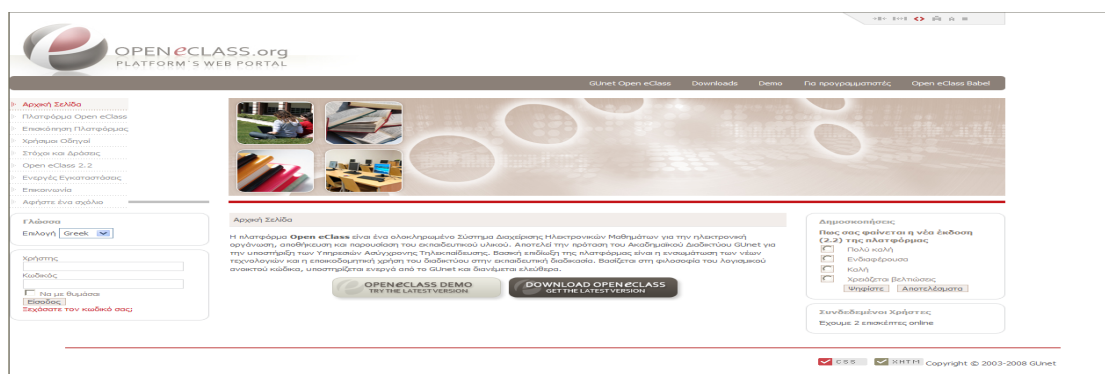 OPENeCLASS.org
PLATFORM'S WEB PORTAL
GUnet Open eClass Downloads Demo Για προγραμματιστές Open eClass Babel
Αρχική Σελίδα
Πλατφόρμα Open eClass
Επισκόπηση Πλατφόρμας
Χρήσιμοι Οδηγοί
Στόχοι και Δράσεις
Open eClass 2.2
Ενεργές Εγκαταστάσεις
Επικοινωνία
Αφήστε ένα σχόλιο
Γλώσσα
Επιλογή Greek
Χρήστης
Κωδικός
Να με θυμάσαι
Είσοδος
Ξεχάσατε τον κωδικό σας;
Αρχική Σελίδα
Η πλατφόρμα Open eClass είναι ένα ολοκληρωμένο Σύστημα Διαχείρισης Ηλεκτρονικών Μαθημάτων για την ηλεκτρονική
οργάνωση, αποθήκευση και παρουσίαση του εκπαιδευτικού υλικού. Αποτελεί την πρόταση του Ακαδημαϊκού Διαδικτύου GUnet για
την υποστήριξη των Υπηρεσιών Ασύγχρονης Τηλεκπαίδευσης. Βασική επιδίωξη της πλατφόρμας είναι η ενσωμάτωση των νέων
τεχνολογιών και η εποικοδομητική χρήση του διαδικτύου στην εκπαιδευτική διαδικασία. Βασίζεται στη φιλοσοφία του λογισμικού
ανοικτού κώδικα, υποστηρίζεται ενεργά από το GUnet και διανέμεται ελεύθερα.
OPENeCLASS DEMO
TRY THE LATEST VERSION
DOWNLOAD OPENeCLASS
GET THE LATEST VERSION
Δημοσκοπήσεις
Πως σας φαίνεται η νέα έκδοση
(2.2) της πλατφόρμας
Πολύ καλή
Ενδιαφέρουσα
Καλή
Χρειάζεται βελτιώσεις
Ψηφίστε Αποτελέσματα
Συνδεδεμένοι Χρήστες
Έχουμε 2 επισκέπτες online
CSS XHTM Copyright © 2003-2008 GUnet